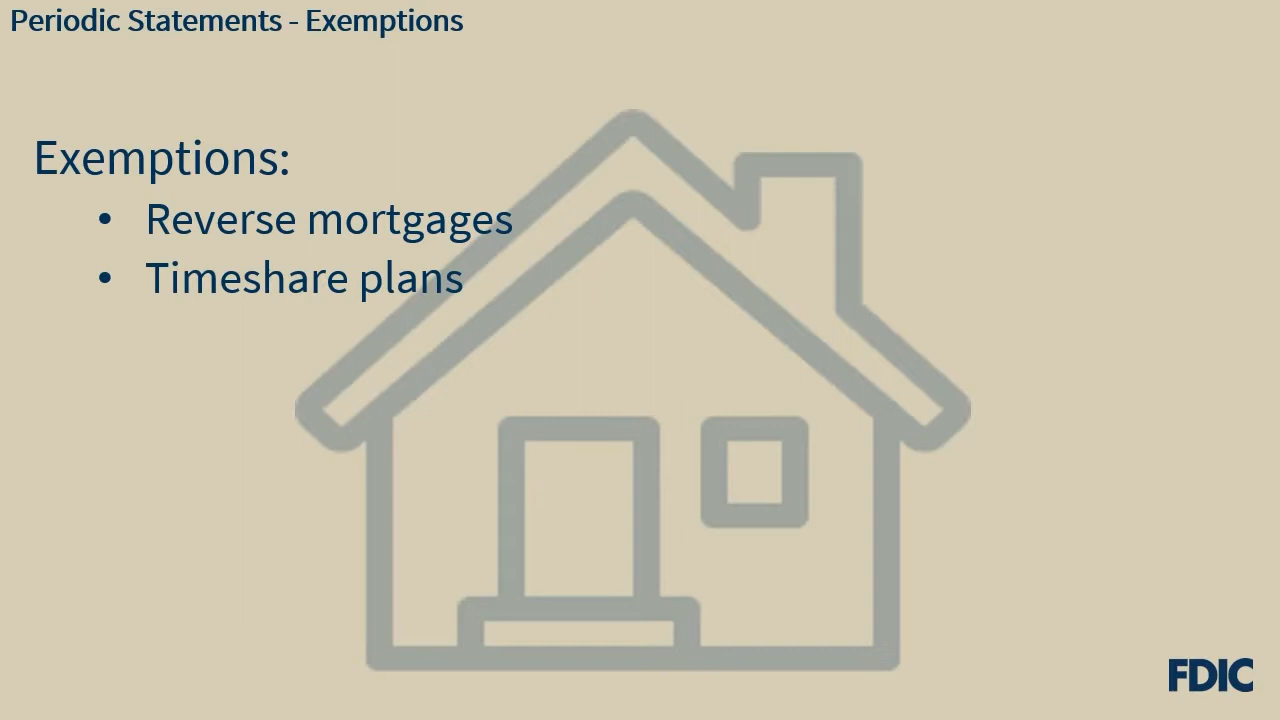 Periodic Statements - Exemptions
Exemptions:
• Reverse mortgages
• Timeshare plans
FDIC